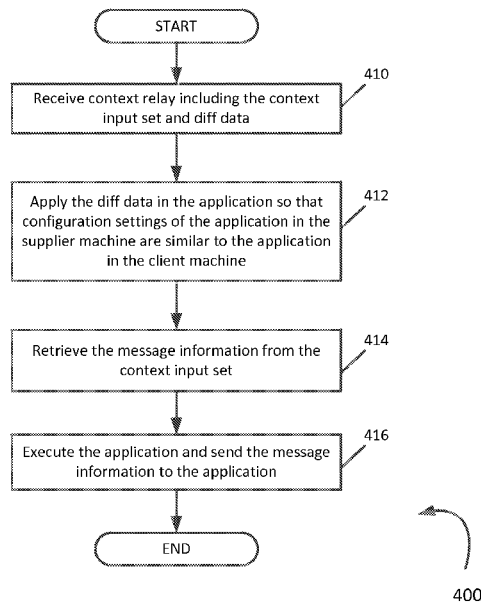 START
410
Receive context relay including the context
input set and diff data
412
Apply the diff data in the application so that
configuration settings of the application in the
supplier machine are similar to the application
in the client machine
414
Retrieve the message information from the
context input set
416
Execute the application and send the message
information to the application
END
400